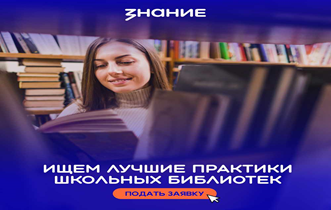 ЗНАНИЕ
ИЩЕМ ЛУЧШИЕ ПРАКТИКИ
ШКОЛЬНЫХ БИБЛИОТЕК
ПОДАТЬ ЗАЯВКУ